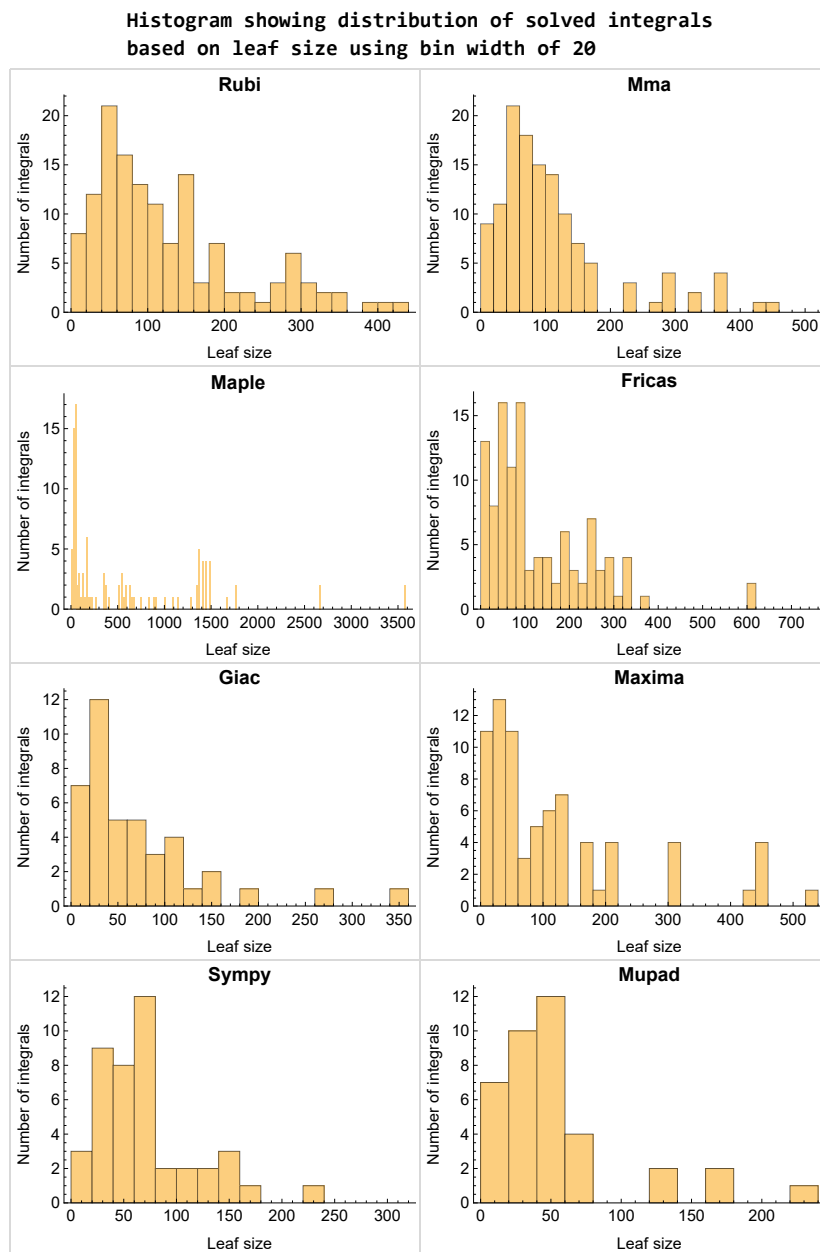 Histogram showing distribution of solved integrals
based on leaf size using bin width of 20
Rubi
Number of integrals
0 5 10 15 20
0 100 200 300 400
Leaf size
Mma
Number of integrals
0 5 10 15 20
0 100 200 300 400 500
Leaf size
Maple
Number of integrals
0 5 10 15
0 500 1000 1500 2000 2500 3000 3500
Leaf size
Fricas
Number of integrals
0 5 10 15
0 100 200 300 400 500 600 700
Leaf size
Giac
Number of integrals
0 2 4 6 8 10 12
0 50 100 150 200 250 300 350
Leaf size
Maxima
Number of integrals
0 2 4 6 8 10 12
0 100 200 300 400 500
Leaf size
Sympy
Number of integrals
0 2 4 6 8 10 12
0 50 100 150 200 250 300
Leaf size
Mupad
Number of integrals
0 2 4 6 8 10 12
0 50 100 150 200
Leaf size